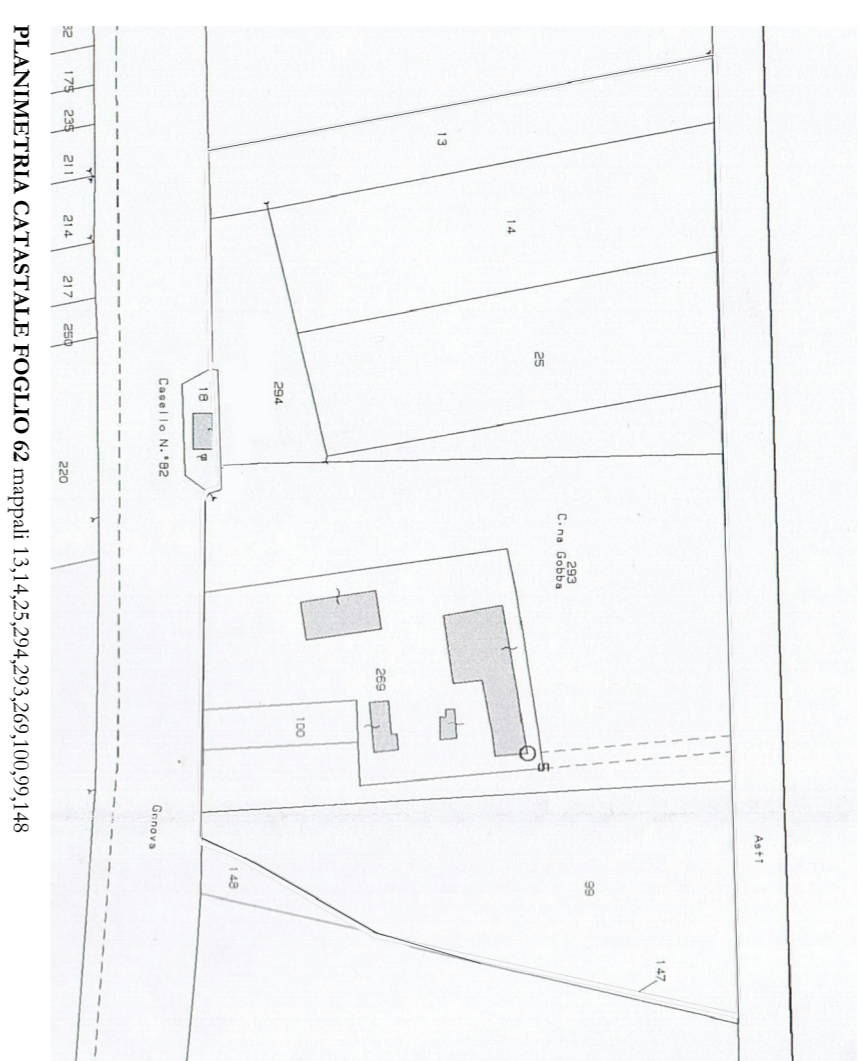 Asti
147
99
293
C.na Gobba
25
14
13
269
100
294
148
18
Casello N.°82
Genova
175 235 211 214 217 250 220
PLANIMETRIA CATASTALE FOGLIO 62 mappali 13,14,25,294,293,269,100,99,148